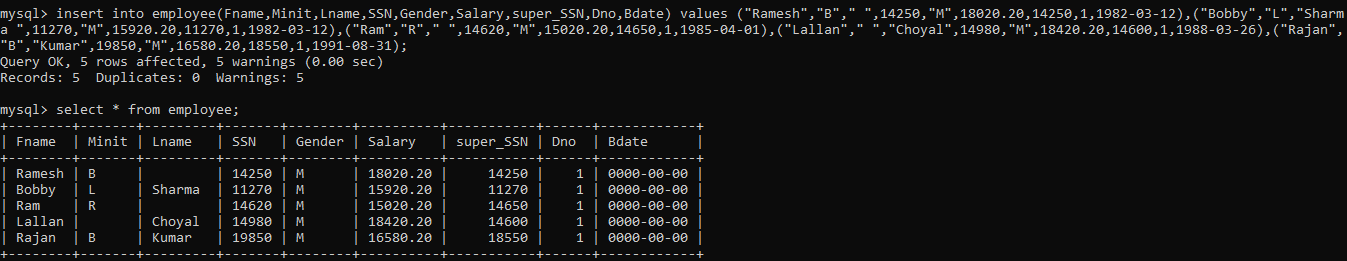 mysql> insert into employee(Fname,Minit,Lname,SSN,Gender,Salary,super_SSN,Dno,Bdate) values ("Ramesh","B"," ",14250,"M",18020.20,14250,1,1982-03-12),("Bobby","L","Sharm
a ",11270,"M",15920.20,11270,1,1982-03-12),("Ram","R"," ",14620,"M",15020.20,14650,1,1985-04-01),("Lallan"," ","Choyal",14980,"M",18420.20,14600,1,1988-03-26),("Rajan",
"B","Kumar",19850,"M",16580.20,18550,1,1991-08-31);
Query OK, 5 rows affected, 5 warnings (0.00 sec)
Records: 5  Duplicates: 0  Warnings: 5

mysql> select * from employee;
+--------+-------+---------+-------+--------+----------+-----------+------+------------+
| Fname  | Minit | Lname   | SSN   | Gender | Salary   | super_SSN | Dno  | Bdate      |
+--------+-------+---------+-------+--------+----------+-----------+------+------------+
| Ramesh | B     |         | 14250 | M      | 18020.20 |     14250 |    1 | 0000-00-00 |
| Bobby  | L     | Sharma  | 11270 | M      | 15920.20 |     11270 |    1 | 0000-00-00 |
| Ram    | R     |         | 14620 | M      | 15020.20 |     14650 |    1 | 0000-00-00 |
| Lallan |       | Choyal  | 14980 | M      | 18420.20 |     14600 |    1 | 0000-00-00 |
| Rajan  | B     | Kumar   | 19850 | M      | 16580.20 |     18550 |    1 | 0000-00-00 |
+--------+-------+---------+-------+--------+----------+-----------+------+------------+